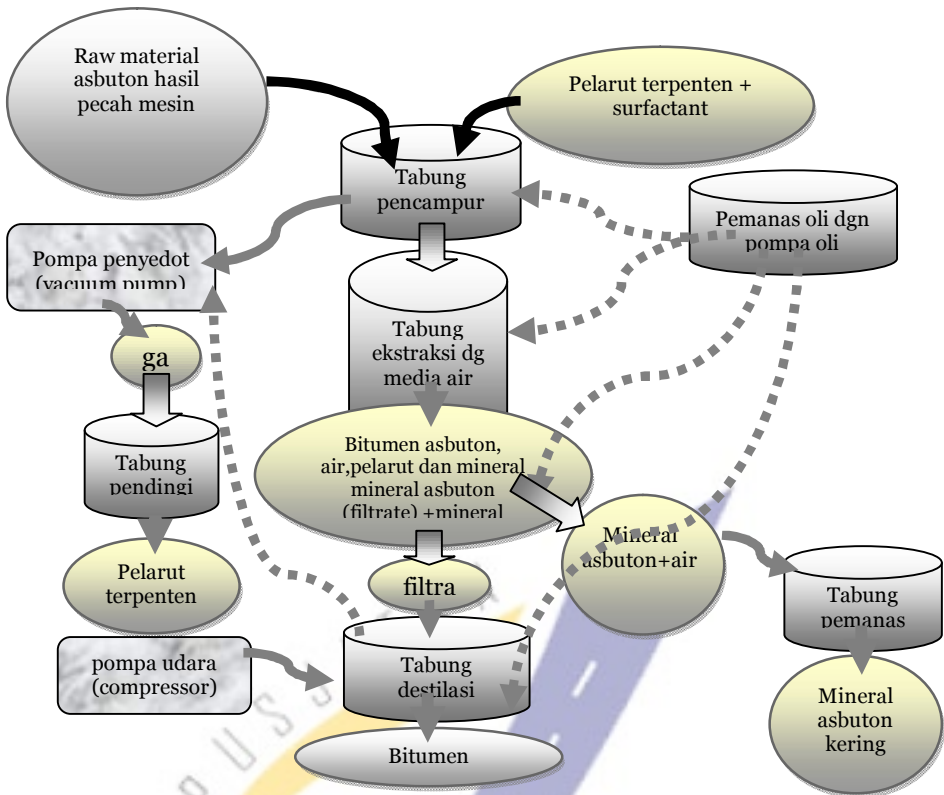 Raw material
asbuton hasil
pecah mesin
Pelarut terpenten +
surfactant
Tabung
pencampur
Pemanas oli dgn
pompa oli
Pompa penyedot
(vacuum pump)
Tabung
ekstraksi dg
media air
ga
Tabung
pendingi
Bitumen asbuton,
air,pelarut dan mineral
mineral asbuton
(filtrate) +mineral
Mineral
asbuton+air
Pelarut
terpenten
filtra
Tabung
pemanas
pompa udara
(compressor)
Tabung
destilasi
Mineral
asbuton
kering
Bitumen
P U S